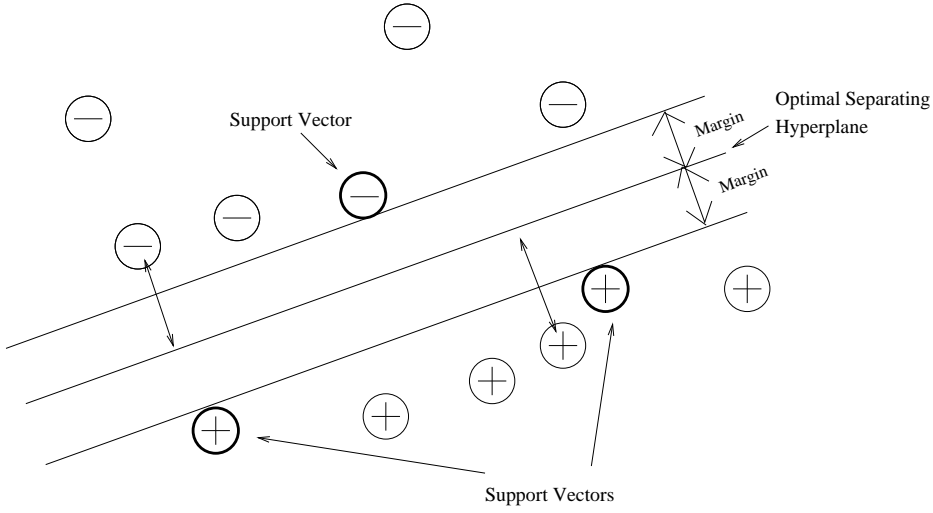 Optimal Separating
Hyperplane
Margin
Support Vector
Margin
Support Vectors